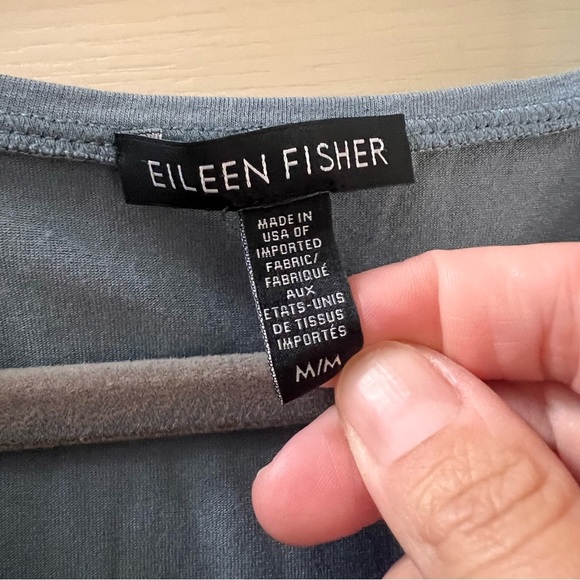 EILEEN FISHER
MADE IN
USA OF
IMPORTED
FABRIC/
FABRIQUÉ
AUX
ETATS-UNIS
DE TISSUS
IMPORTÉS
M/M